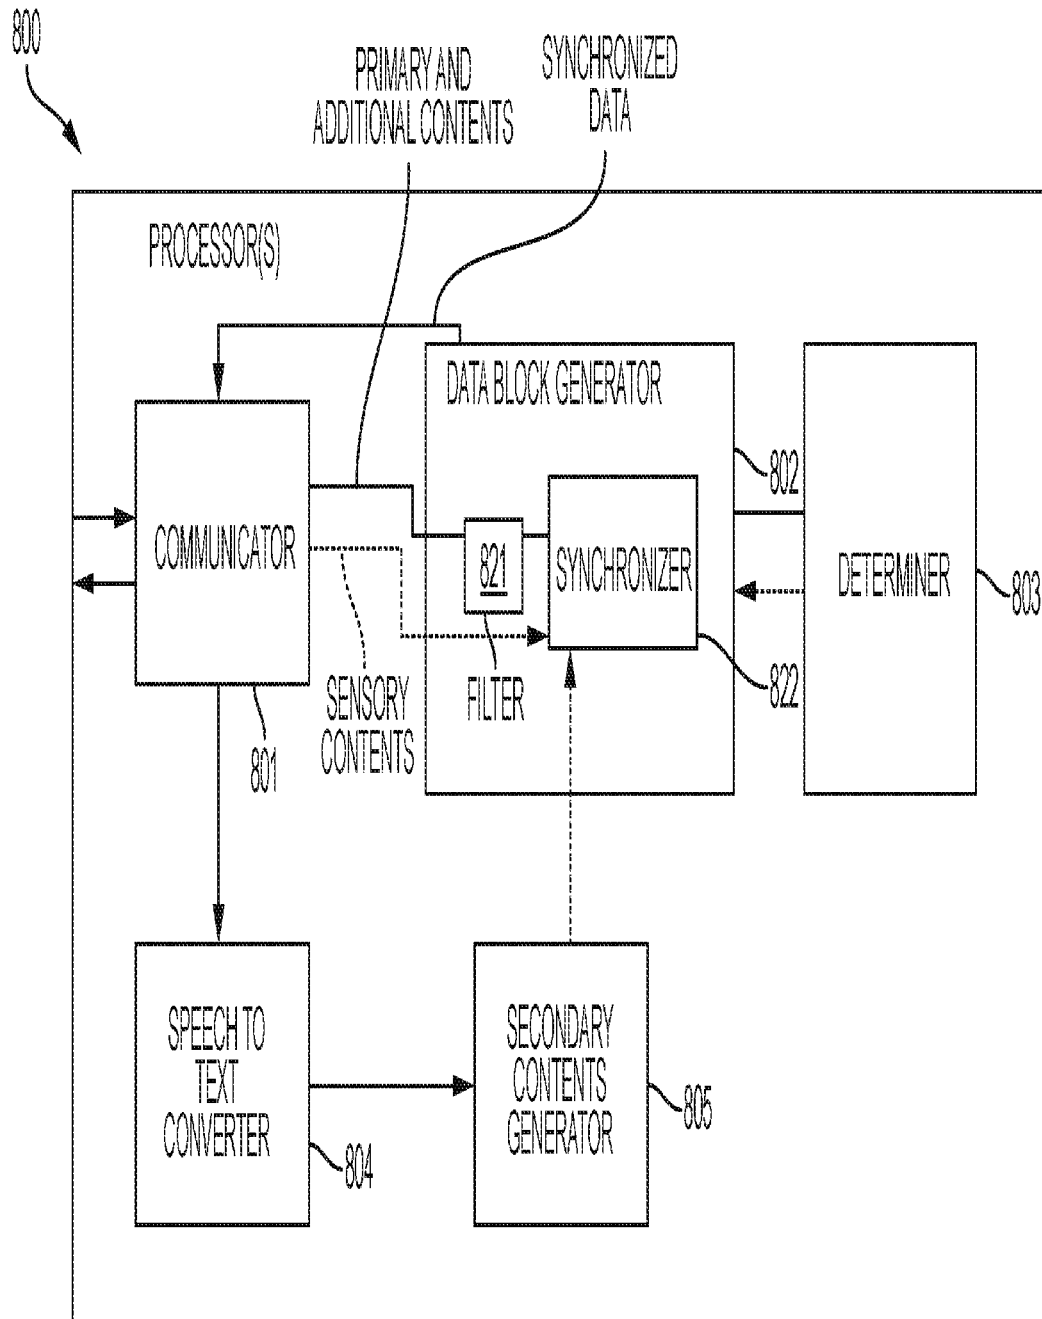 800
PRIMARY AND
ADDITIONAL CONTENTS
SYNCHRONIZED
DATA
PROCESSOR(S)
DATA BLOCK GENERATOR
802
COMMUNICATOR
821
SYNCHRONIZER
DETERMINER
803
SENSORY
CONTENTS
FILTER
822
801
SPEECH TO
TEXT
CONVERTER
804
SECONDARY
CONTENTS
GENERATOR
805